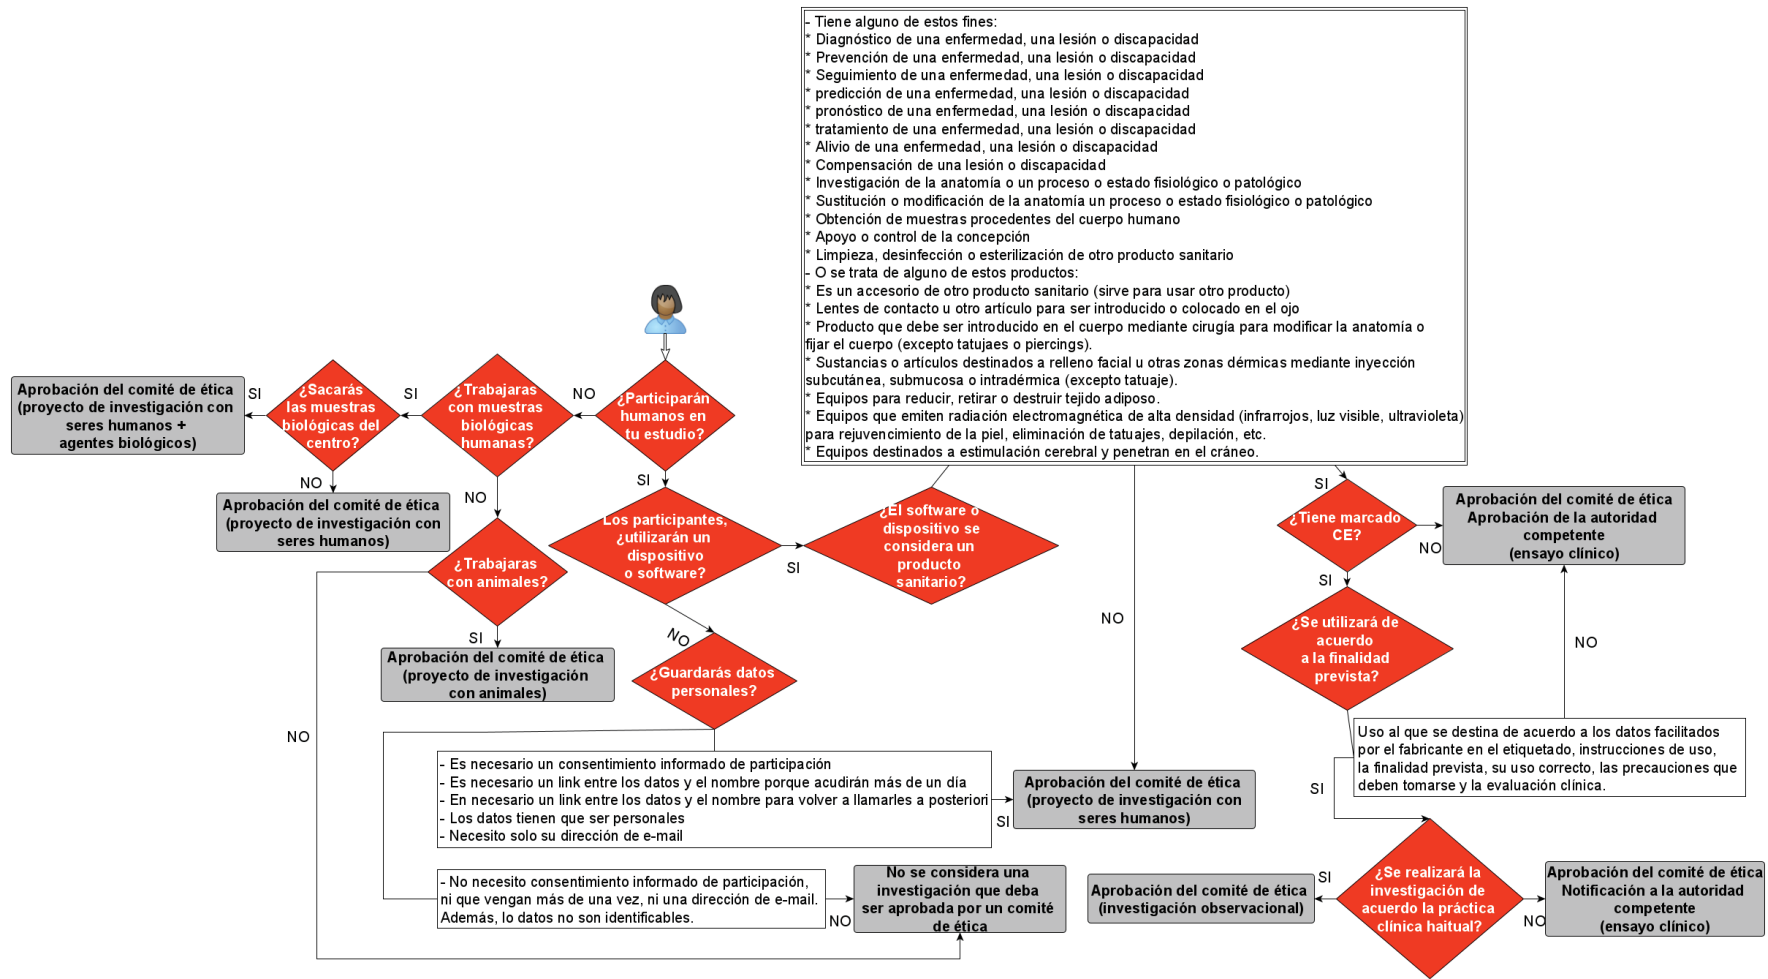 - Tiene alguno de estos fines:
* Diagnóstico de una enfermedad, una lesión o discapacidad
* Prevención de una enfermedad, una lesión o discapacidad
* Seguimiento de una enfermedad, una lesión o discapacidad
* predicción de una enfermedad, una lesión o discapacidad
* pronóstico de una enfermedad, una lesión o discapacidad
* tratamiento de una enfermedad, una lesión o discapacidad
* Alivio de una enfermedad, una lesión o discapacidad
* Compensación de una lesión o discapacidad
* Investigación de la anatomía o un proceso o estado fisiológico o patológico
* Sustitución o modificación de la anatomía un proceso o estado fisiológico o patológico
* Obtención de muestras procedentes del cuerpo humano
* Apoyo o control de la concepción
* Limpieza, desinfección o esterilización de otro producto sanitario
- O se trata de alguno de estos productos:
* Es un accesorio de otro producto sanitario (sirve para usar otro producto)
* Lentes de contacto u otro artículo para ser introducido o colocado en el ojo
* Producto que debe ser introducido en el cuerpo mediante cirugía para modificar la anatomía o
fijar el cuerpo (excepto tatujaes o piercings).
* Sustancias o artículos destinados a relleno facial u otras zonas dérmicas mediante inyección
subcutánea, submucosa o intradérmica (excepto tatuaje).
* Equipos para reducir, retirar o destruir tejido adiposo.
* Equipos que emiten radiación electromagnética de alta densidad (infrarrojos, luz visible, ultravioleta)
para rejuvencimiento de la piel, eliminación de tatuajes, depilación, etc.
* Equipos destinados a estimulación cerebral y penetran en el cráneo.
Aprobación del comité de ética
(proyecto de investigación con
seres humanos +
agentes biológicos)
SI
¿Sacarás
las muestras
biológicas del
centro?
SI
¿Trabajaras
con muestras
biológicas
humanas?
NO
¿Participarán
humanos en
tu estudio?
NO
Aprobación del comité de ética
(proyecto de investigación con
seres humanos)
NO
¿Trabajaras
con animales?
SI
Aprobación del comité de ética
(proyecto de investigación
con animales)
NO
SI
Los participantes,
¿utilizarán un
dispositivo
o software?
SI
¿El software o
dispositivo se
considera un
producto
sanitario?
NO
¿Guardarás datos
personales?
- Es necesario un consentimiento informado de participación
- Es necesario un link entre los datos y el nombre porque acudirán más de un día
- En necesario un link entre los datos y el nombre para volver a llamarles a posteriori
- Los datos tienen que ser personales
- Necesito solo su dirección de e-mail
SI
NO
Aprobación del comité de ética
(proyecto de investigación con
seres humanos)
- No necesito consentimiento informado de participación,
ni que vengan más de una vez, ni una dirección de e-mail.
Además, lo datos no son identificables.
NO
No se considera una
investigación que deba
ser aprobada por un comité
de ética
SI
¿Tiene marcado
CE?
NO
Aprobación del comité de ética
Aprobación de la autoridad
competente
(ensayo clínico)
SI
¿Se utilizará de
acuerdo
a la finalidad
prevista?
NO
Uso al que se destina de acuerdo a los datos facilitados
por el fabricante en el etiquetado, instrucciones de uso,
la finalidad prevista, su uso correcto, las precauciones que
deben tomarse y la evaluación clínica.
SI
¿Se realizará la
investigación de
acuerdo la práctica
clínica haitual?
SI
Aprobación del comité de ética
(investigación observacional)
NO
Aprobación del comité de ética
Notificación a la autoridad
competente
(ensayo clínico)